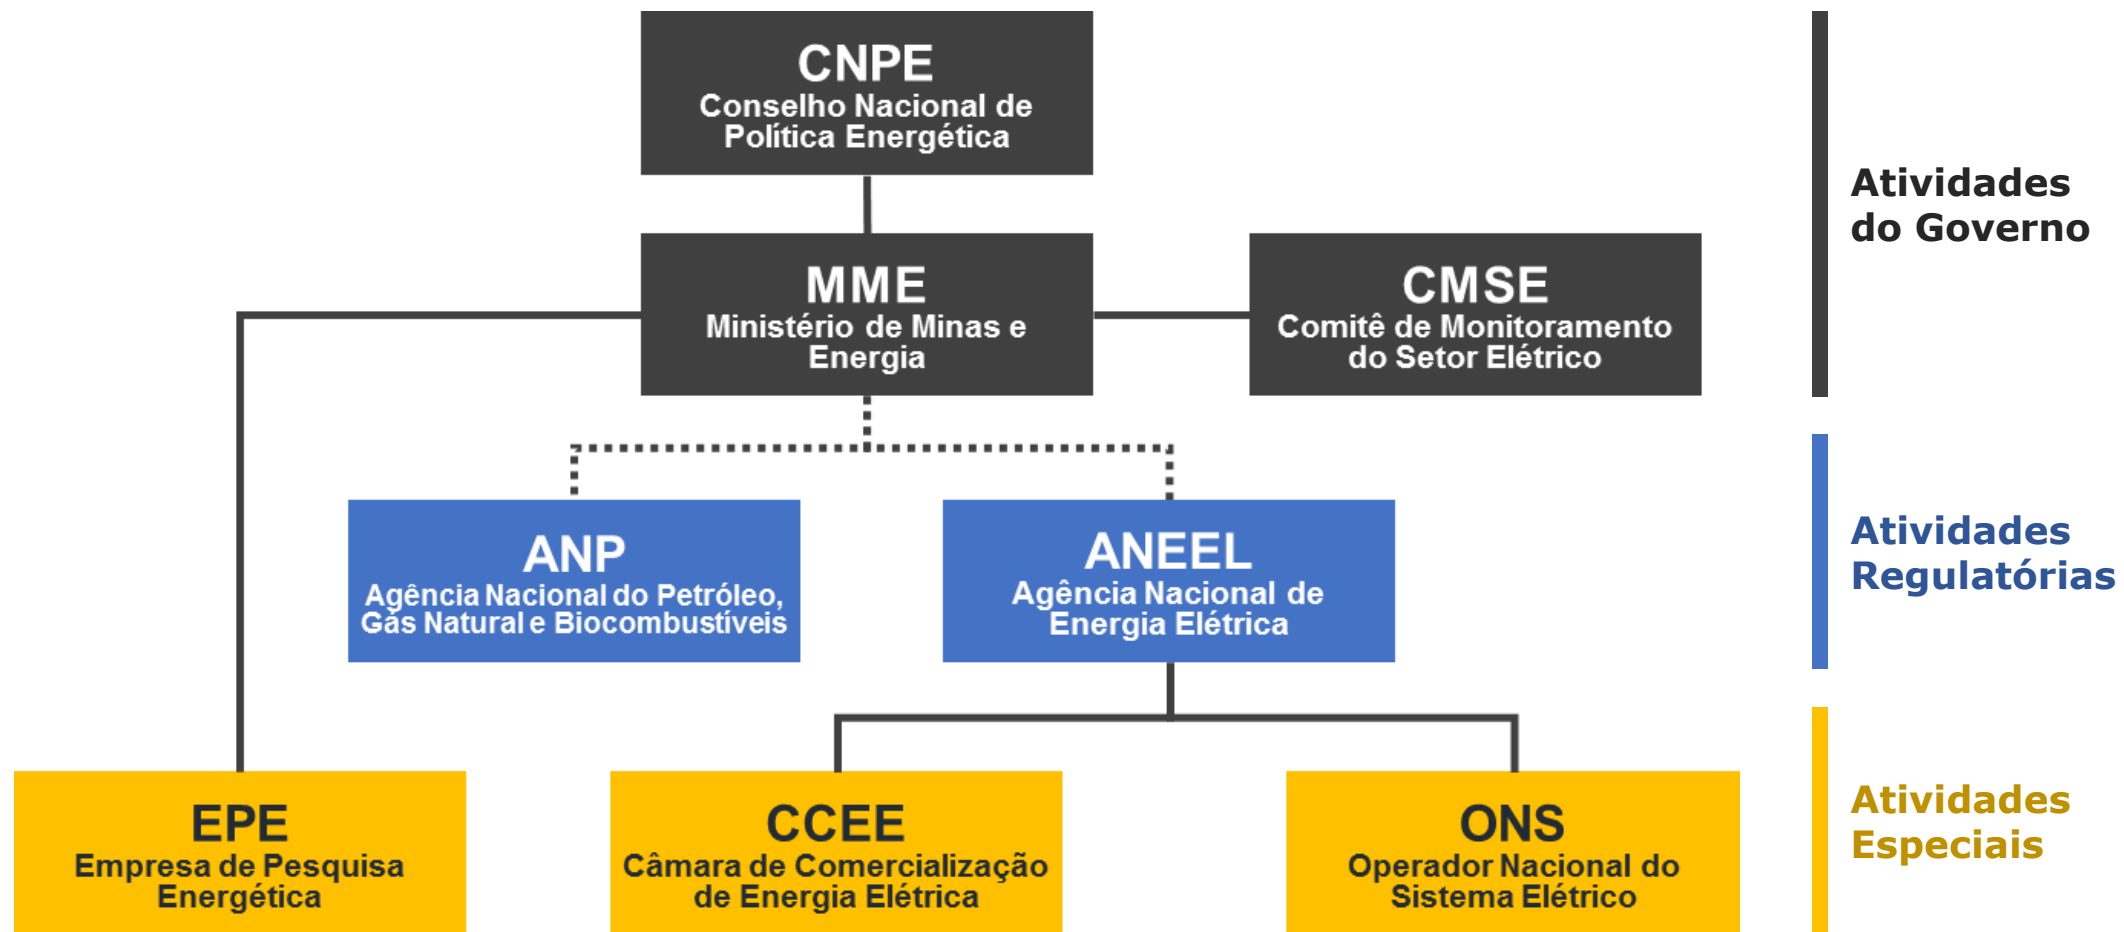 CNPE
Conselho Nacional de
Política Energética
MME
Ministério de Minas e
Energia
CMSE
Comitê de Monitoramento
do Setor Elétrico
Atividades
do Governo
ANP
Agência Nacional do Petróleo,
Gás Natural e Biocombustíveis
ANEEL
Agência Nacional de
Energia Elétrica
Atividades
Regulatórias
EPE
Empresa de Pesquisa
Energética
CCEE
Câmara de Comercialização
de Energia Elétrica
ONS
Operador Nacional do
Sistema Elétrico
Atividades
Especiais